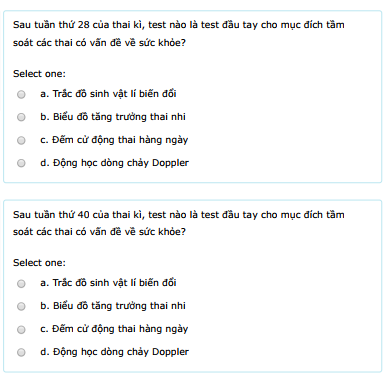 Sau tuần thứ 28 của thai kì, test nào là test đầu tay cho mục đích tầm
soát các thai có vấn đề về sức khỏe?
Select one:
a. Trắc đồ sinh vật lí biến đổi
b. Biểu đồ tăng trưởng thai nhi
c. Đếm cử động thai hàng ngày
d. Động học dòng chảy Doppler
Sau tuần thứ 40 của thai kì, test nào là test đầu tay cho mục đích tầm
soát các thai có vấn đề về sức khỏe?
Select one:
a. Trắc đồ sinh vật lí biến đổi
b. Biểu đồ tăng trưởng thai nhi
c. Đếm cử động thai hàng ngày
d. Động học dòng chảy Doppler